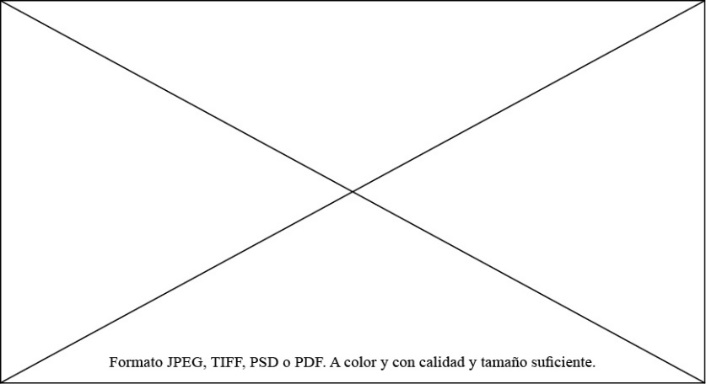 Formato JPEG, TIFF, PSD o PDF. A color y con calidad y tamaño suficiente.